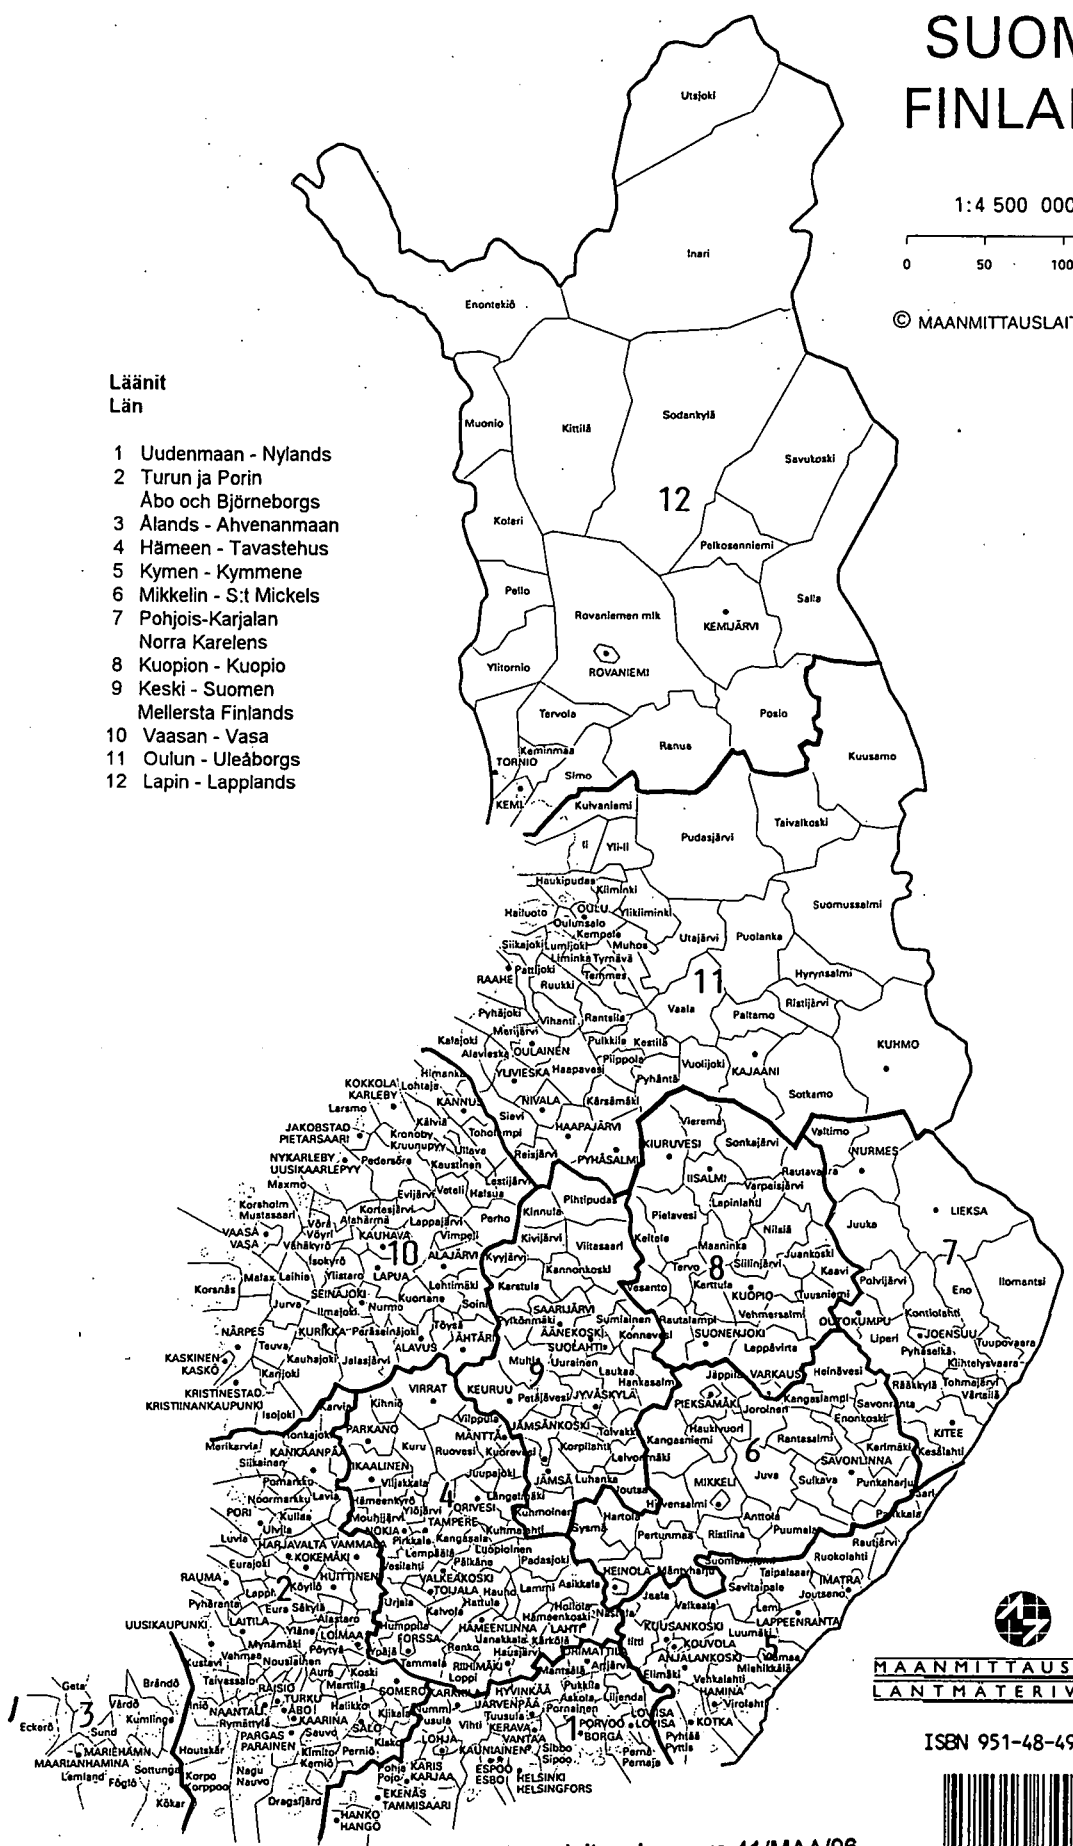 SUOM
FINLA
1:4 500 000
0 50 100
© MAANMITTAUSLAIT
Läänit
Län
1 Uudenmaan - Nylands
2 Turun ja Porin
Åbo och Björneborgs
3 Ålands - Ahvenanmaan
4 Hämeen - Tavastehus
5 Kymen - Kymmene
6 Mikkelin - S:t Mickels
7 Pohjois-Karjalan
Norra Karelens
8 Kuopion - Kuopio
9 Keski - Suomen
Mellersta Finlands
10 Vaasan - Vasa
11 Oulun - Uleåborgs
12 Lapin - Lapplands
Utsjoki
Inari
Enontekiö
Muonio
Kittilä
Sodankylä
Savukoski
12
Kolari
Pelkosenniemi
Pello
Rovaniemen mlk
KEMIJÄRVI
Salla
Ylitornio
ROVANIEMI
Tervola
Posio
Ranua
Keminmaa
TORNIO
Simo
KEMI
Kuusamo
Kuivaniemi
Taivalkoski
Pudasjärvi
Ii
Yli-Ii
Haukipudas
Kiiminki
Hailuoto
OULU
Oulunsalo
Ylikiiminki
Kempele
Suomussalmi
Siikajoki
Lumijoki
Muhos
Utajärvi
Puolanka
Liminka
Tyrnävä
RAAHE
Pattijoki
Temmes
Ruukki
11
Hyrynsalmi
Pyhäjoki
Vihanti
Rantsila
Vaala
Paltamo
Ristijärvi
Merijärvi
Kalajoki
Alavieska
OULAINEN
Pulkkila
Kestilä
Piippola
KUHMO
YLIVIESKA
Haapavesi
Pyhäntä
Vuolijoki
KAJAANI
Himanka
Sotkamo
KOKKOLA
KARLEBY
Lohtaja
KANNUS
NIVALA
Kärsämäki
Larsmo
Sievi
JAKOBSTAD
PIETARSAARI
Kälviä
Kronoby
Kruunupyy
Toholampi
HAAPAJÄRVI
Vieremä
KIURUVESI
Sonkajärvi
Valtimo
NURMES
NYKARLEBY
UUSIKAARLEPYY
Pedersöre
Ullava
Kaustinen
Reisjärvi
PYHÄSALMI
IISALMI
Rautavaara
Maxmo
Evijärvi
Veteli
Halsua
Lestijärvi
Pihtipudas
Varpaisjärvi
Lapinlahti
LIEKSA
Korsholm
Mustasaari
Kortesjärvi
Perho
Kinnula
Pielavesi
Juuka
VAASA
VASA
Vörå
Vöyri
Alahärmä
Lappajärvi
Kivijärvi
Viitasaari
Keitele
Maaninka
Nilsiä
7
Vähäkyrö
KAUHAVA
10
Vimpeli
ALAJÄRVI
Kyyjärvi
Tervo
8
Siilinjärvi
Juankoski
Isokyrö
Ylistaro
LAPUA
Lehtimäki
Kannonkoski
Karstula
Vesanto
Karttula
KUOPIO
Kaavi
Tuusniemi
Polvijärvi
Eno
Ilomantsi
Malax
Laihia
SEINÄJOKI
Nurmo
Kuortane
Soini
SAARIJÄRVI
Vehmersalmi
OUTOKUMPU
Kontiolahti
Korsnäs
Jurva
Ilmajoki
Töysä
ÄHTÄRI
Pylkönmäki
Sumiainen
Rautalampi
SUONENJOKI
Liperi
JOENSUU
Tuupovaara
NÄRPES
Teuva
KURIKKA
Peräseinäjoki
ALAVUS
ÄÄNEKOSKI
SUOLAHTI
Konnevesi
Leppävirta
Pyhäselkä
Kiihtelysvaara
KASKINEN
KASKÖ
Kauhajoki
Jalasjärvi
Multia
Uurainen
Laukaa
Hankasalmi
VARKAUS
Heinävesi
Rääkkylä
Tohmajärvi
Värtsilä
Karijoki
9
Jäppilä
KRISTINESTAD
KRISTIINANKAUPUNKI
VIRRAT
KEURUU
Petäjävesi
JYVÄSKYLÄ
PIEKSÄMÄKI
Joroinen
Kangaslampi
Savonranta
KITEE
Isojoki
Karvia
Kihniö
Vilppula
MÄNTTÄ
JÄMSÄNKOSKI
Toivakka
Haukivuori
Enonkoski
Merikarvia
Honkajoki
KANKAANPÄÄ
PARKANO
Kuru
Ruovesi
Kuorevesi
Korpilahti
Kangasniemi
6
Rantasalmi
Kerimäki
Kesälahti
Siikainen
IKAALINEN
Leivonmäki
SAVONLINNA
Pomarkku
Viljakkala
Juupajoki
JÄMSÄ
Luhanka
MIKKELI
Juva
Sulkava
Punkaharju
Saari
Noormarkku
Lavia
Hämeenkyrö
4
Längelmäki
Joutsa
Hirvensalmi
Parikkala
PORI
Kullaa
Ylöjärvi
ORIVESI
Kuhmoinen
Hartola
Anttola
Ulvila
Mouhijärvi
NOKIA
TAMPERE
Kuhmalahti
Sysmä
Pertunmaa
Ristiina
Puumala
Luvia
HARJAVALTA
VAMMALA
Pirkkala
Kangasala
Rautjärvi
Eurajoki
KOKEMÄKI
Vesilahti
Lempäälä
Luopioinen
Padasjoki
Mäntyharju
Suomenniemi
Ruokolahti
RAUMA
HUITTINEN
VALKEAKOSKI
Pälkäne
HEINOLA
Taipalsaari
IMATRA
Lappi
Köyliö
TOIJALA
Hauho
Lammi
Asikkala
Savitaipale
Joutseno
2
Pyhäranta
Eura
Säkylä
Urjala
Kalvola
Hattula
Hollola
Jaala
Valkeala
Lemi
LAPPEENRANTA
UUSIKAUPUNKI
LAITILA
Yläne
Alastaro
LOIMAA
Humppila
HÄMEENLINNA
Hämeenkoski
LAHTI
Nastola
KUUSANKOSKI
Luumäki
Mynämäki
Pöytyä
FORSSA
Renko
Janakkala
Kärkölä
Iitti
KOUVOLA
Ylämaa
Kustavi
Vehmaa
Nousiainen
Ypäjä
Tammela
Hausjärvi
ORIMATTILA
ANJALANKOSKI
Miehikkälä
Taivassalo
Aura
Koski
Loppi
RIIHIMÄKI
Mäntsälä
Artjärvi
Elimäki
Vehkalahti
Geta
Brändö
RAISIO
Marttila
SOMERO
KARKKILA
HYVINKÄÄ
Pukkila
HAMINA
Virolahti
Iniö
NAANTALI
TURKU
ÅBO
Halikko
JÄRVENPÄÄ
Askola
Liljendal
3
Vårdö
Kumlinge
Rymättylä
KAARINA
Kiikala
Tuusula
Pornainen
LOVIISA
LOVISA
KOTKA
Eckerö
Sund
PARGAS
PARAINEN
Sauvo
SALO
Vihti
KERAVA
1
PORVOO
BORGÅ
Pyhtää
Pyttis
MARIEHAMN
MAARIANHAMINA
Houtskär
Kimito
Kemiö
Perniö
Kisko
LOHJA
VANTAA
KAUNIAINEN
Sibbo
Sipoo
Pernå
Pernaja
Lemland
Föglö
Sottunga
Korpo
Korppoo
Nagu
Nauvo
Pohja
Pojo
KARIS
KARJAA
ESPOO
ESBO
HELSINKI
HELSINGFORS
Kökar
Dragsfjärd
EKENÄS
TAMMISAARI
HANKO
HANGÖ
MAANMITTAUS
LANTMÄTERIV
ISBN 951-48-49